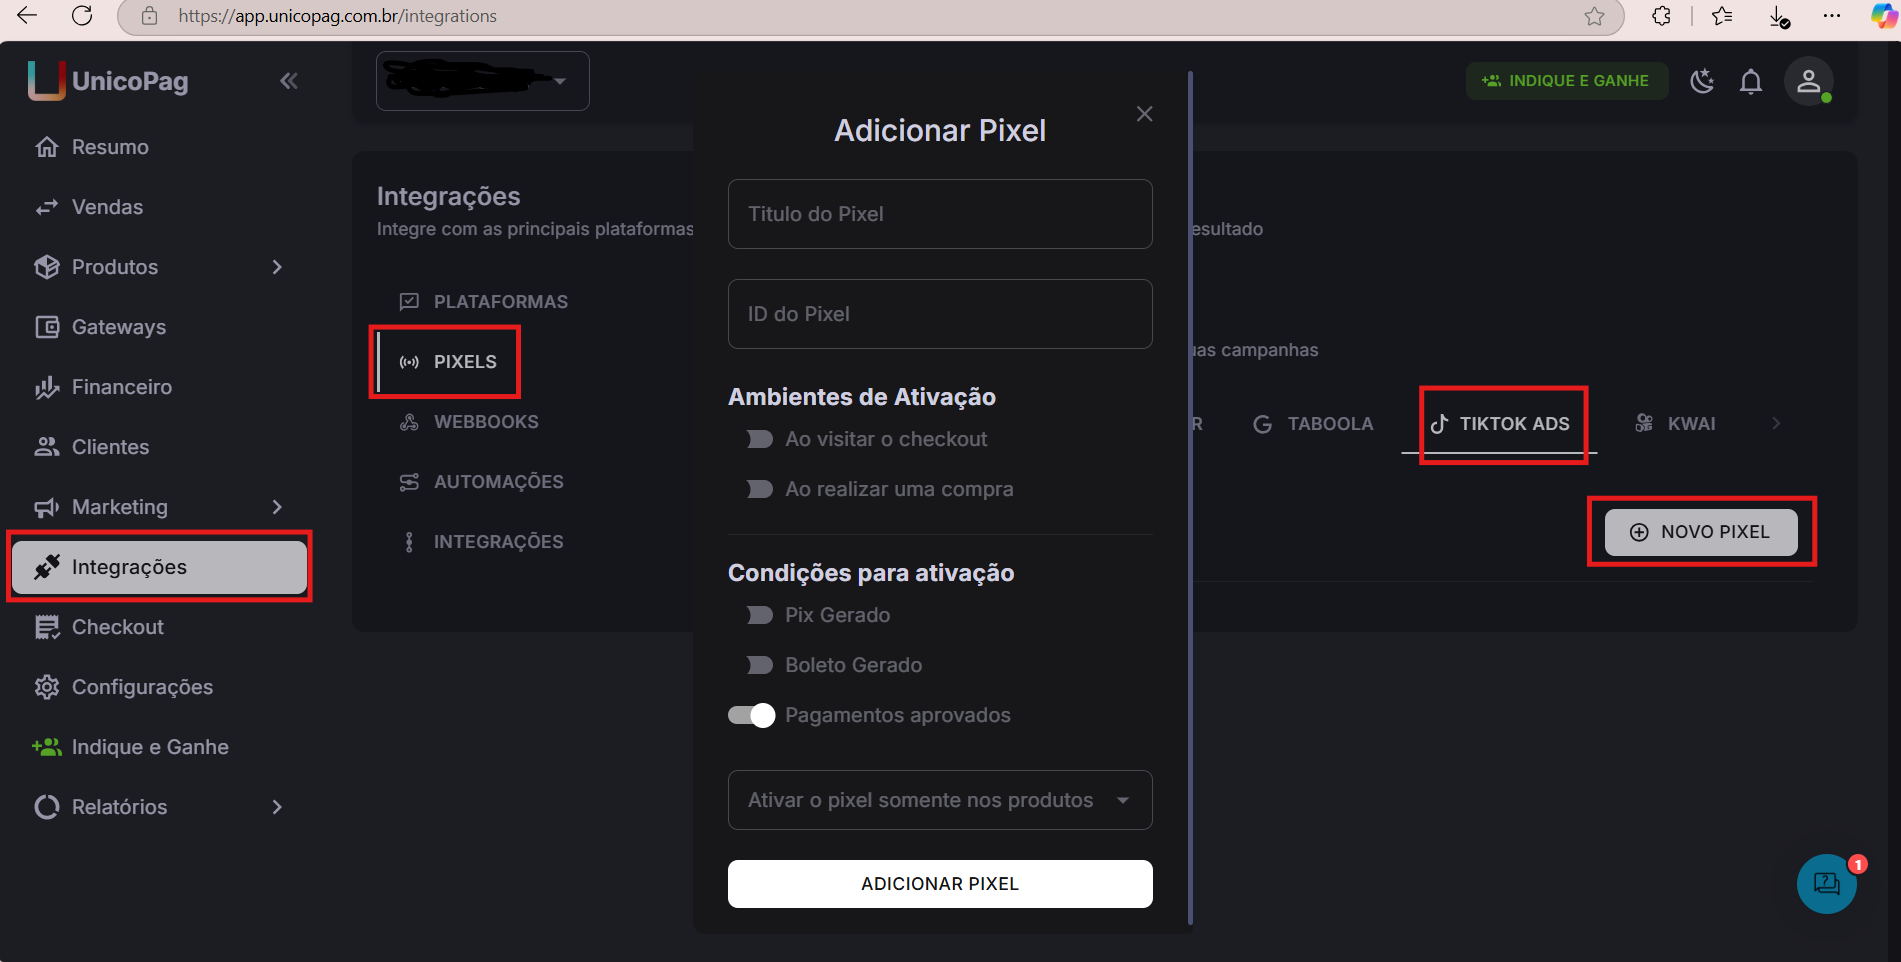 https://app.unicopag.com.br/integrations
UnicoPag
INDIQUE E GANHE
Resumo
Vendas
Produtos
Gateways
Financeiro
Clientes
Marketing
Integrações
Checkout
Configurações
Indique e Ganhe
Relatórios
Integrações
Integre com as principais plataformas
esultado
PLATAFORMAS
PIXELS
WEBBOOKS
AUTOMAÇÕES
INTEGRAÇÕES
uas campanhas
R
TABOOLA
TIKTOK ADS
KWAI
NOVO PIXEL
Adicionar Pixel
Titulo do Pixel
ID do Pixel
Ambientes de Ativação
Ao visitar o checkout
Ao realizar uma compra
Condições para ativação
Pix Gerado
Boleto Gerado
Pagamentos aprovados
Ativar o pixel somente nos produtos
ADICIONAR PIXEL
1